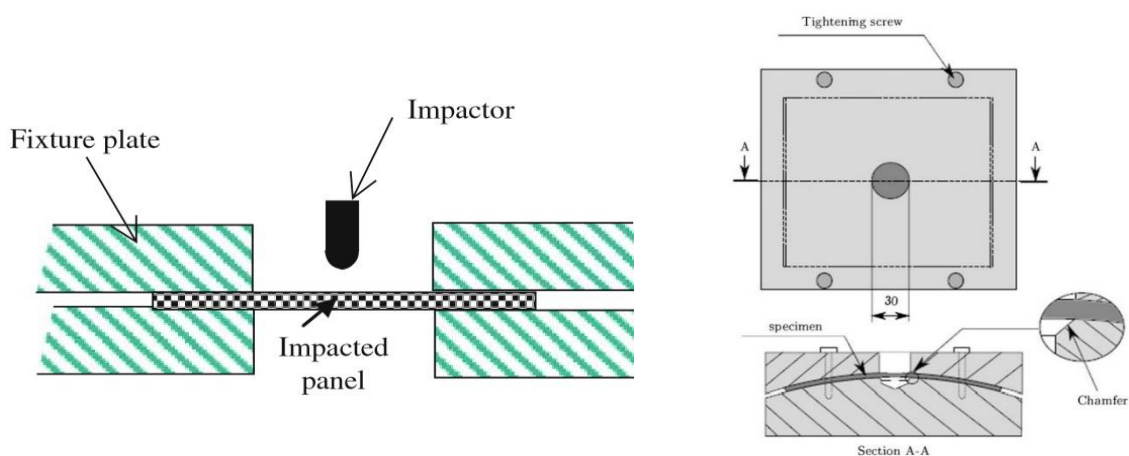 Fixture plate
Impactor
Impacted
panel
Tightening screw
A
A
30
specimen
Chamfer
Section A-A